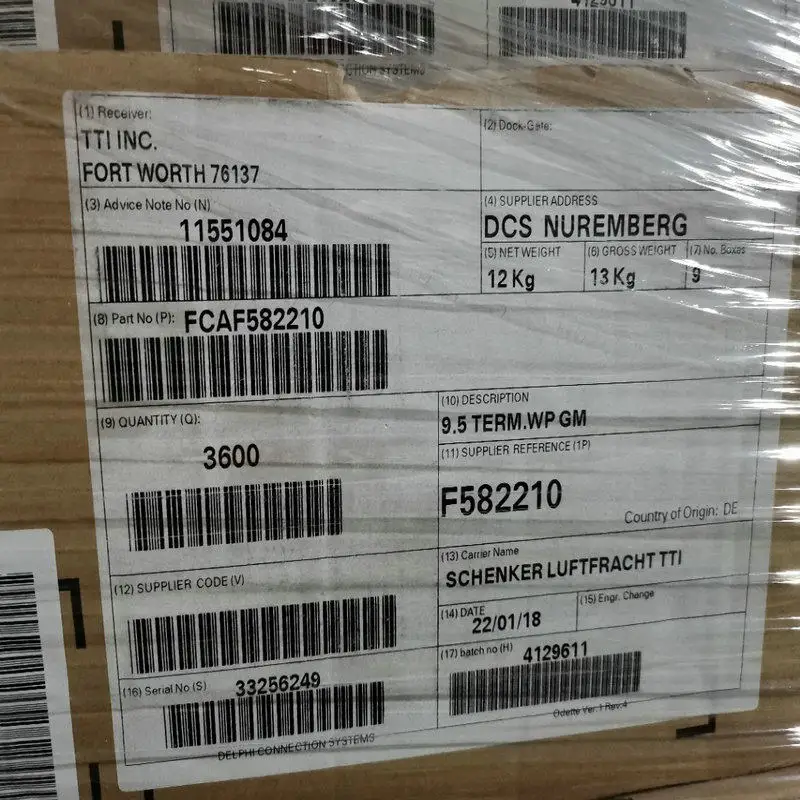 4129611
CTION SYSTEMS
(1) Receiver:
TTI INC.
FORT WORTH 76137
(2) Dock-Gate:
(3) Advice Note No (N)
11551084
(4) SUPPLIER ADDRESS
DCS NUREMBERG
(5) NET WEIGHT
12 Kg
(6) GROSS WEIGHT
13 Kg
(7) No. Boxes
9
(8) Part No (P): FCAF582210
(9) QUANTITY (Q):
3600
(10) DESCRIPTION
9.5 TERM.WP GM
(11) SUPPLIER REFERENCE (1P)
F582210
Country of Origin: DE
(12) SUPPLIER CODE (V)
(13) Carrier Name
SCHENKER LUFTFRACHT TTI
(14) DATE
22/01/18
(15) Engr. Change
(16) Serial No (S) 33256249
(17) batch no (H) 4129611
DELPHI CONNECTION SYSTEMS
Odette Ver. 1 Rev.4